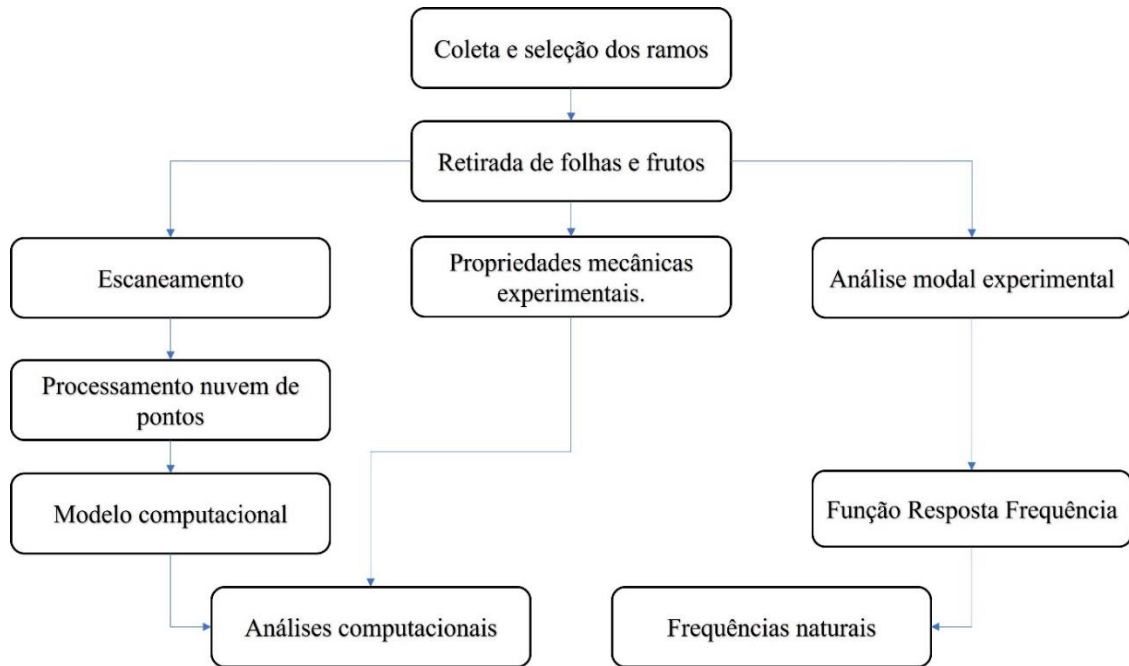 Coleta e seleção dos ramos
Retirada de folhas e frutos
Escaneamento
Propriedades mecânicas
experimentais.
Análise modal experimental
Processamento nuvem de
pontos
Modelo computacional
Função Resposta Frequência
Análises computacionais
Frequências naturais